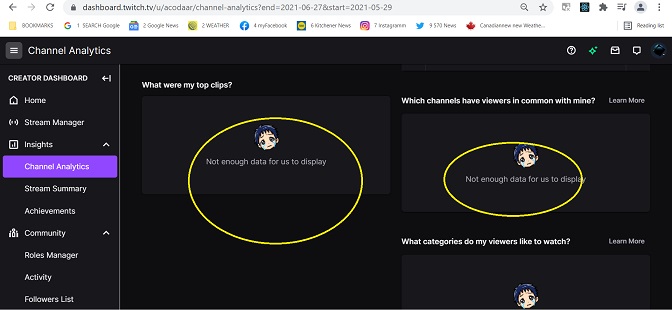 dashboard.twitch.tv/u/acodaar/channel-analytics?end=2021-06-27&start=2021-05-29
BOOKMARKS
1 SEARCH Google
2 Google News
2 WEATHER
4 myFacebook
6 Kitchener News
7 Instagramm
9 570 News
Canadiannew Weathe...
Reading list
Channel Analytics
CREATOR DASHBOARD
Home
Stream Manager
Insights
Channel Analytics
Stream Summary
Achievements
Community
Roles Manager
Activity
Followers List
What were my top clips?
Not enough data for us to display
Which channels have viewers in common with mine?
Learn More
Not enough data for us to display
What categories do my viewers like to watch?
Learn More